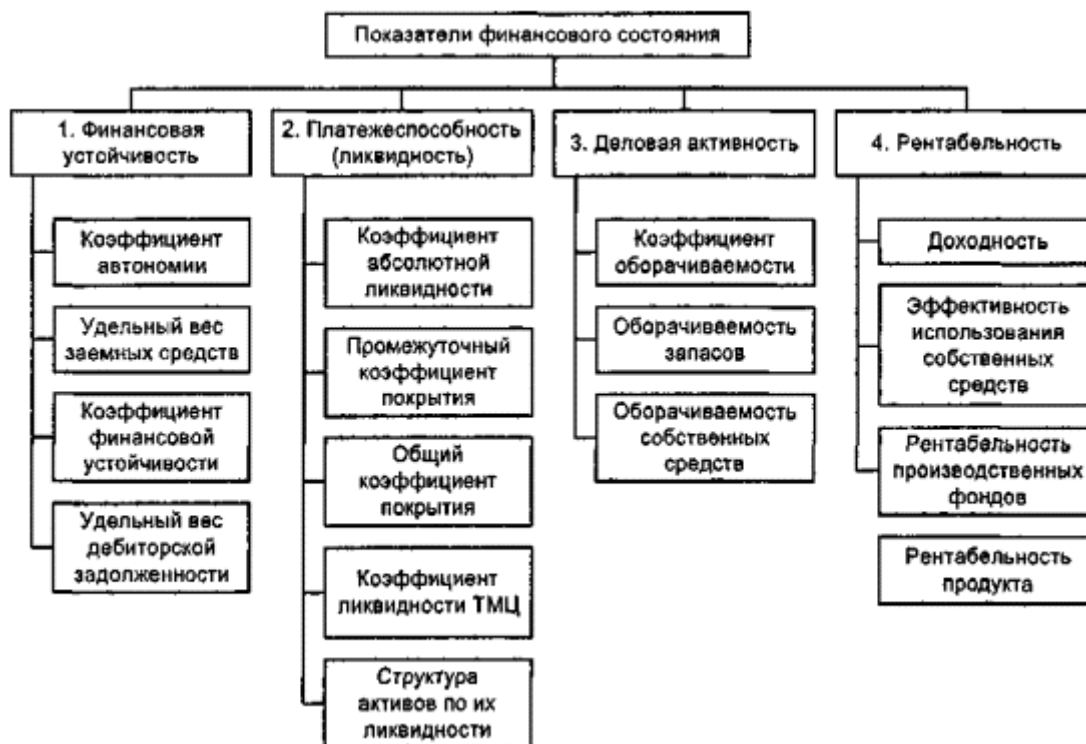 Показатели финансового состояния
1. Финансовая
устойчивость
Коэффициент
автономии
Удельный вес
заемных средств
Коэффициент
финансовой
устойчивости
Удельный вес
дебиторской
задолженности
2. Платежеспособность
(ликвидность)
Коэффициент
абсолютной
ликвидности
Промежуточный
коэффициент
покрытия
Общий
коэффициент
покрытия
Коэффициент
ликвидности ТМЦ
Структура
активов по их
ликвидности
3. Деловая активность
Коэффициент
оборачиваемости
Оборачиваемость
запасов
Оборачиваемость
собственных
средств
4. Рентабельность
Доходность
Эффективность
использования
собственных
средств
Рентабельность
производственных
фондов
Рентабельность
продукта